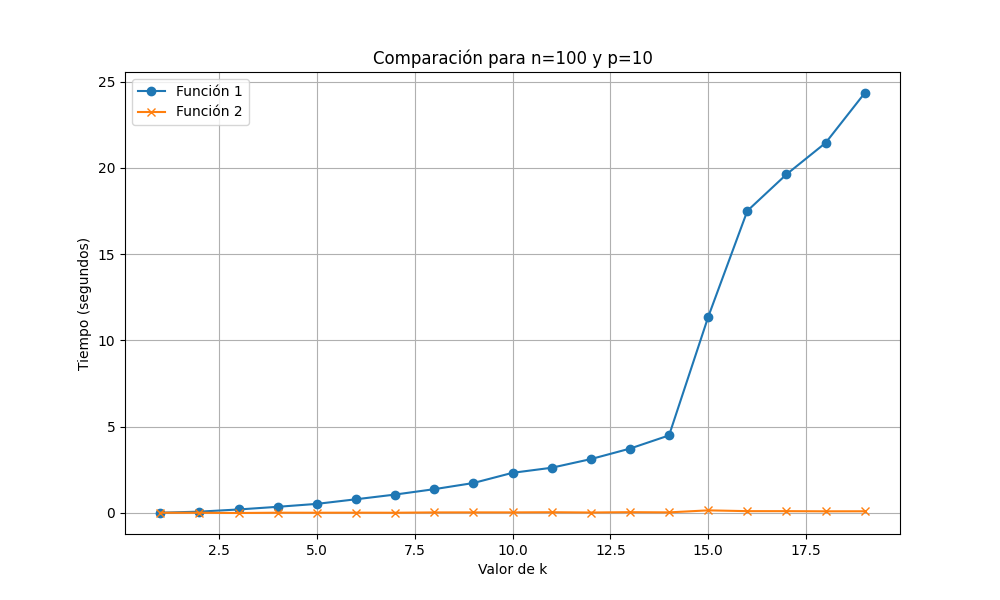 Comparación para n=100 y p=10
Función 1
Función 2
Tiempo (segundos)
25
20
15
10
5
0
2.5 5.0 7.5 10.0 12.5 15.0 17.5
Valor de k